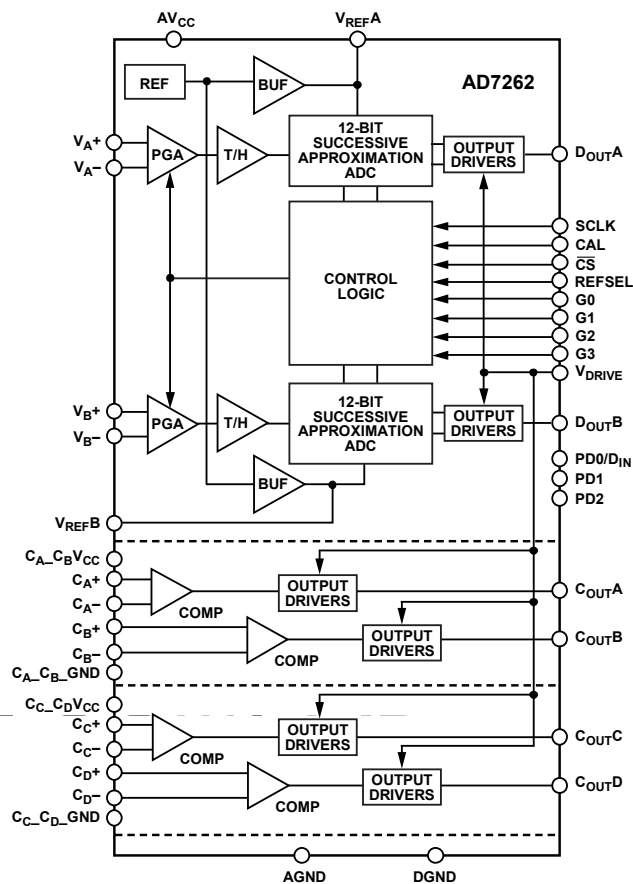 AVCC
VREFA
AD7262
REF
BUF
VA+
VA–
PGA
T/H
12-BIT
SUCCESSIVE
APPROXIMATION
ADC
OUTPUT
DRIVERS
DOUTA
CONTROL
LOGIC
SCLK
CAL
CS
REFSEL
G0
G1
G2
G3
VDRIVE
VB+
VB–
PGA
T/H
12-BIT
SUCCESSIVE
APPROXIMATION
ADC
OUTPUT
DRIVERS
DOUTB
BUF
PD0/DIN
PD1
PD2
VREFB
CA_CBVCC
CA+
CA–
COMP
OUTPUT
DRIVERS
COUTA
CB+
CB–
COMP
OUTPUT
DRIVERS
COUTB
CA_CB_GND
CC_CDVCC
CC+
CC–
COMP
OUTPUT
DRIVERS
COUTC
CD+
CD–
COMP
OUTPUT
DRIVERS
COUTD
CC_CD_GND
AGND
DGND